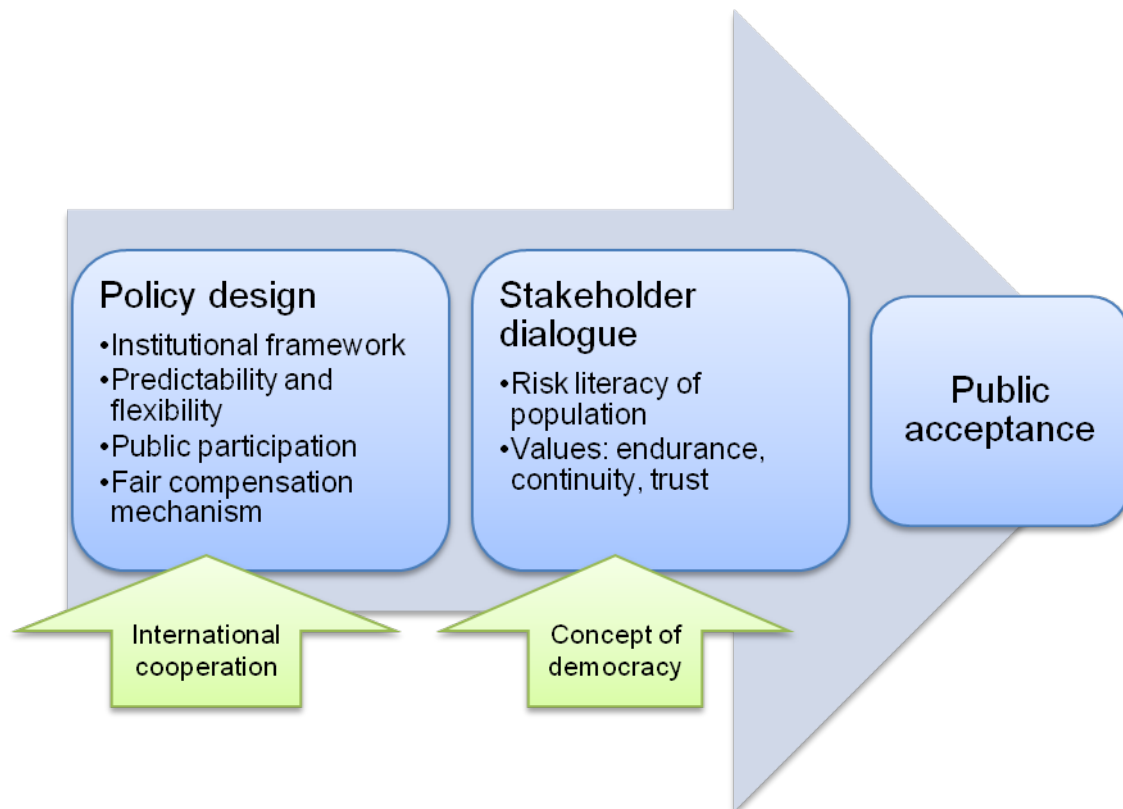 Policy design
•Institutional framework
•Predictability and
flexibility
•Public participation
•Fair compensation
mechanism
Stakeholder
dialogue
•Risk literacy of
population
•Values: endurance,
continuity, trust
Public
acceptance
International
cooperation
Concept of
democracy